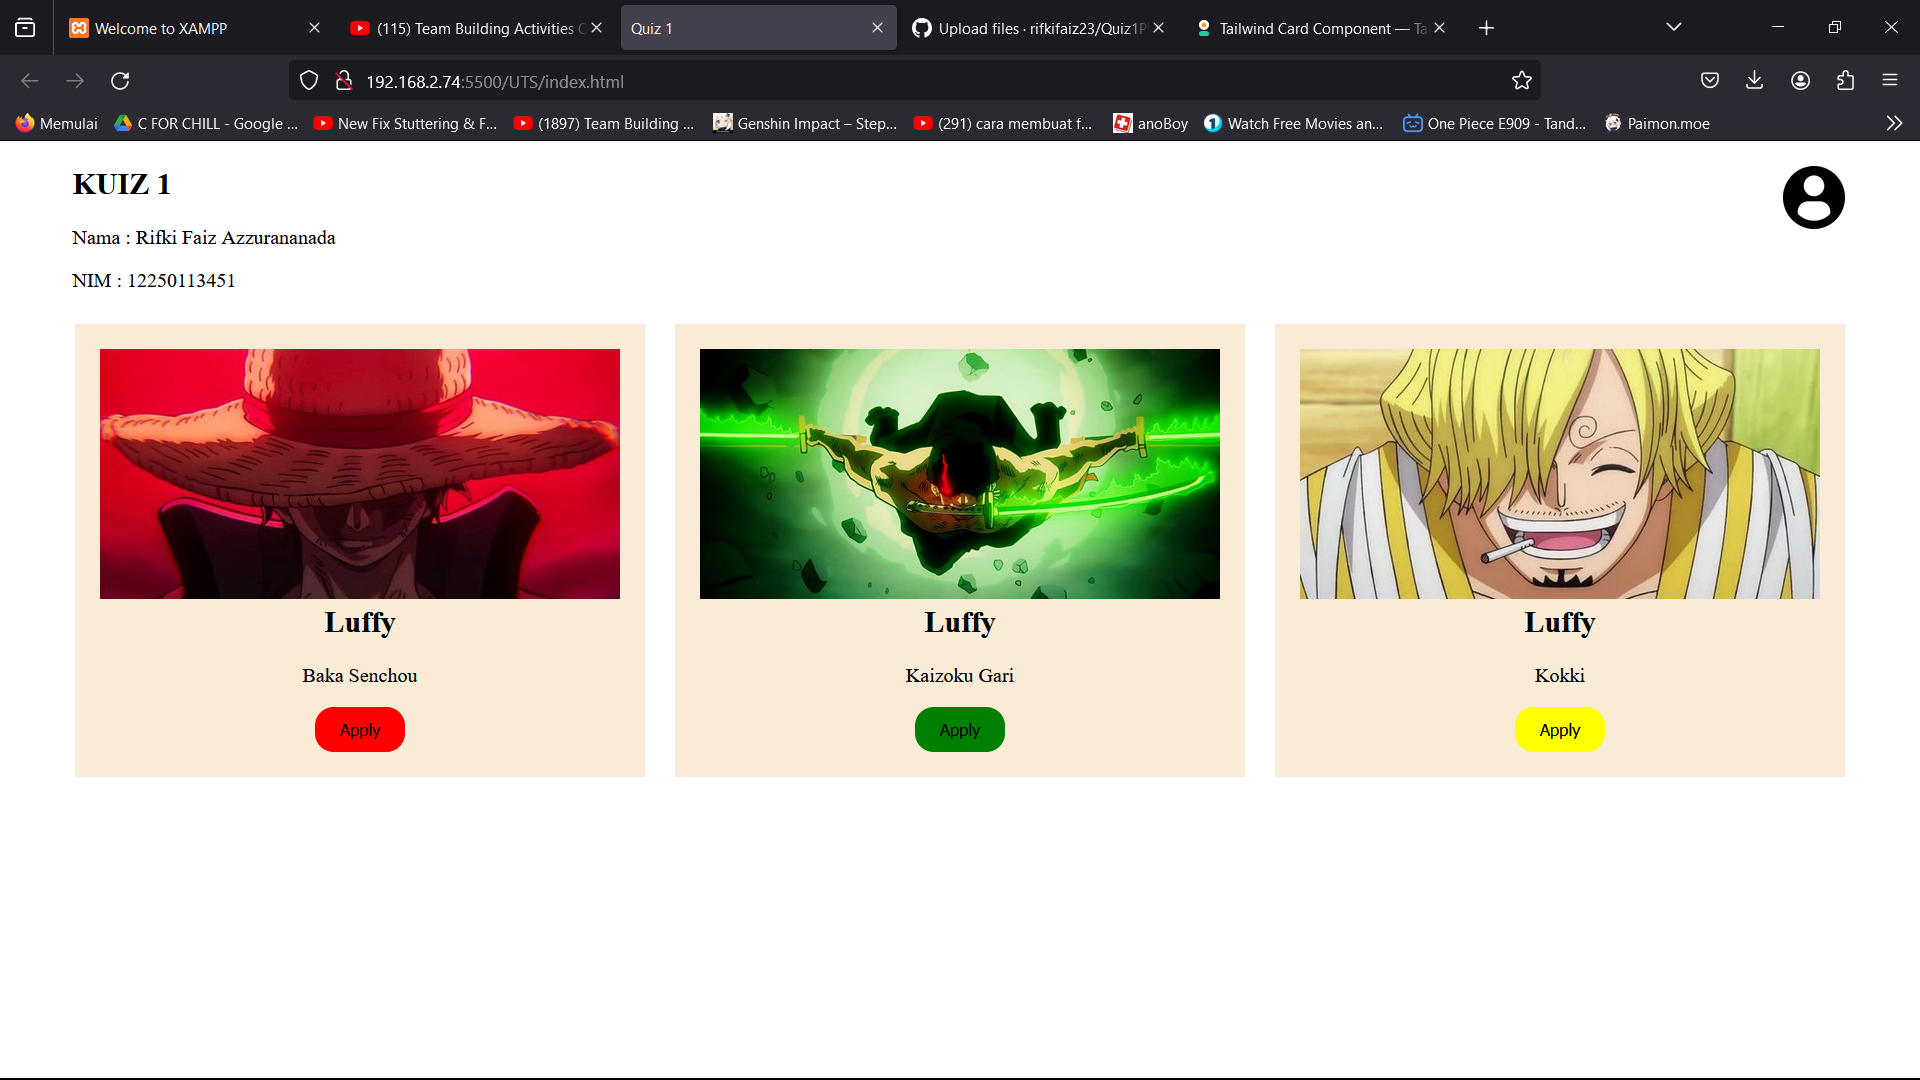 Welcome to XAMPP
(115) Team Building Activities
Quiz 1
Upload files · rifkifaiz23/Quiz1P
Tailwind Card Component —
192.168.2.74:5500/UTS/index.html
Memulai
C FOR CHILL - Google ...
New Fix Stuttering & F...
(1897) Team Building ...
Genshin Impact – Step...
(291) cara membuat f...
anoBoy
Watch Free Movies an...
One Piece E909 - Tand...
Paimon.moe
KUIZ 1
Nama : Rifki Faiz Azzurananada
NIM : 12250113451
Luffy
Baka Senchou
Apply
Luffy
Kaizoku Gari
Apply
Luffy
Kokki
Apply